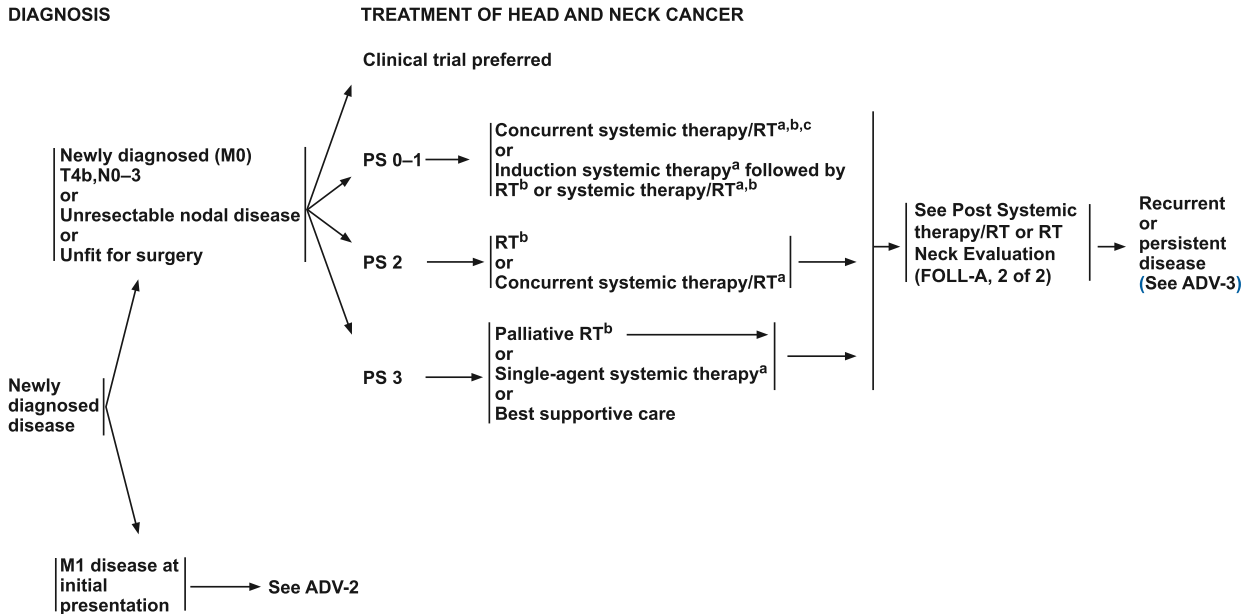 DIAGNOSIS
TREATMENT OF HEAD AND NECK CANCER
Clinical trial preferred
Newly diagnosed (M0)
T4b,N0–3
or
Unresectable nodal disease
or
Unfit for surgery
PS 0–1
Concurrent systemic therapy/RTa,b,c
or
Induction systemic therapya followed by
RTb or systemic therapy/RTa,b
PS 2
RTb
or
Concurrent systemic therapy/RTa
PS 3
Palliative RTb
or
Single-agent systemic therapya
or
Best supportive care
See Post Systemic
therapy/RT or RT
Neck Evaluation
(FOLL-A, 2 of 2)
Recurrent
or
persistent
disease
(See ADV-3)
Newly
diagnosed
disease
M1 disease at
initial
presentation
See ADV-2